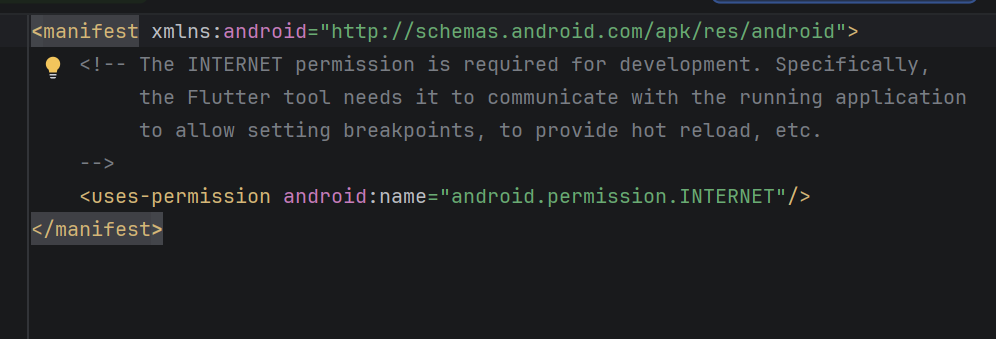 <manifest xmlns:android="http://schemas.android.com/apk/res/android">
<!-- The INTERNET permission is required for development. Specifically,
the Flutter tool needs it to communicate with the running application
to allow setting breakpoints, to provide hot reload, etc.
-->
<uses-permission android:name="android.permission.INTERNET"/>
</manifest>